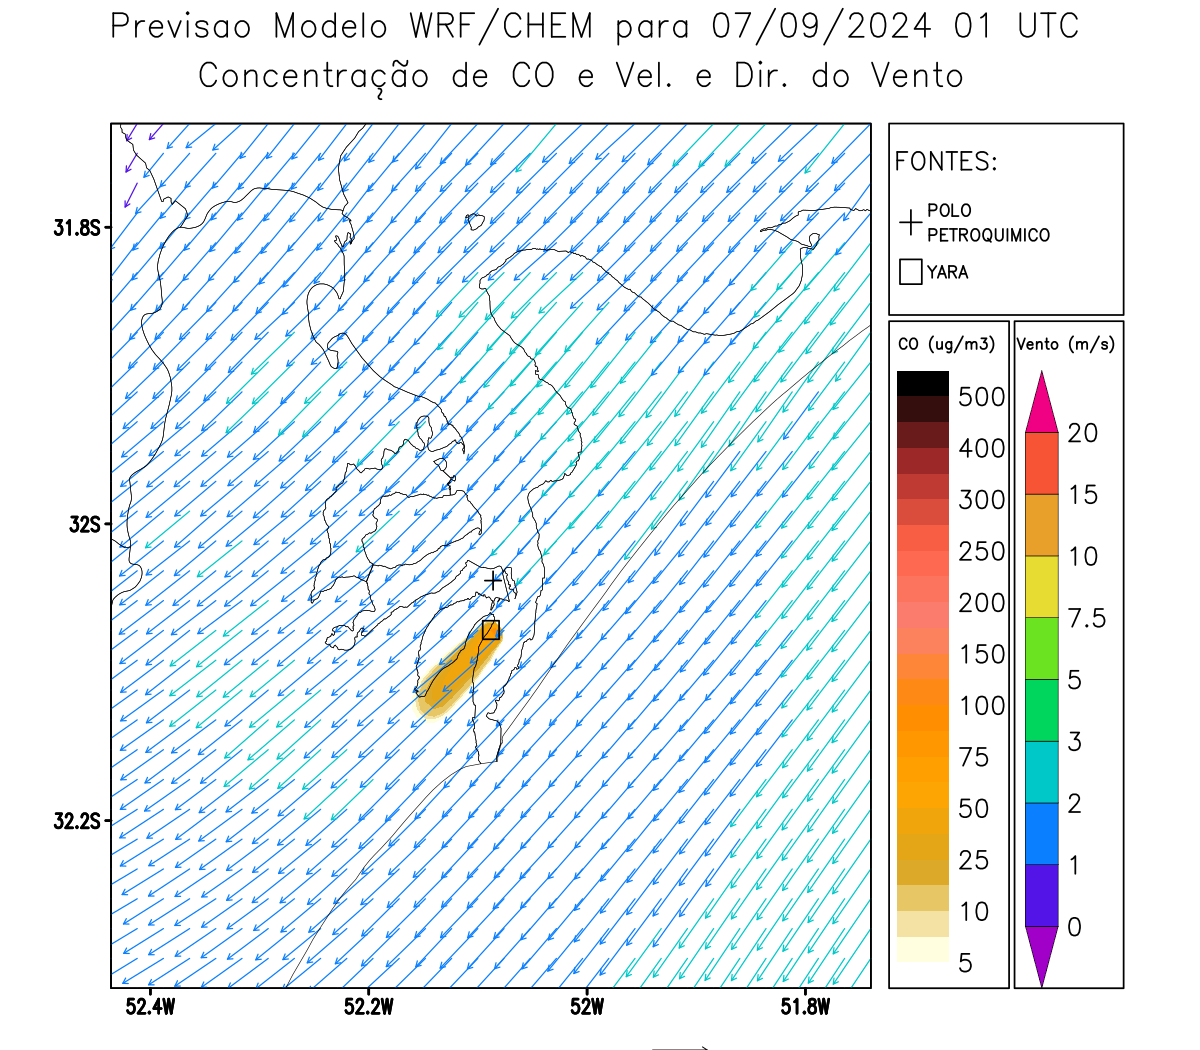 Previsao Modelo WRF/CHEM para 07/09/2024 01 UTC
Concentração de CO e Vel. e Dir. do Vento
FONTES:
POLO
PETROQUIMICO
YARA
CO (ug/m3)
500
400
300
250
200
150
100
75
50
25
10
5
Vento (m/s)
20
15
10
7.5
5
3
2
1
0
31.8S
32S
32.2S
52.4W
52.2W
52W
51.8W